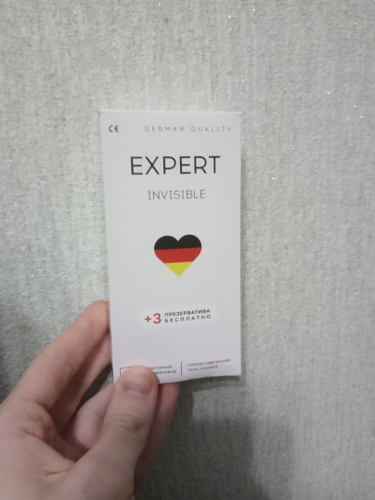 CE GERMAN QUALITY
EXPERT
INVISIBLE
+3 ПРЕЗЕРВАТИВА
БЕСПЛАТНО